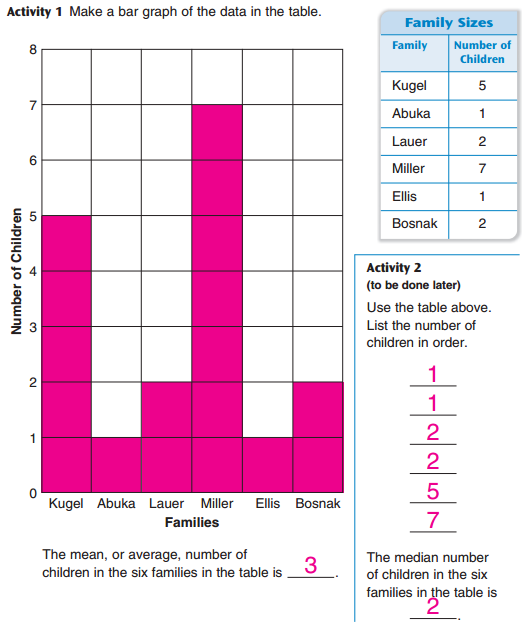 Activity 1 Make a bar graph of the data in the table.
8
7
6
5
4
3
2
1
0
Number of Children
Kugel Abuka Lauer Miller Ellis Bosnak
Families
The mean, or average, number of
children in the six families in the table is 3.
Family Sizes
Family Number of
Children
Kugel 5
Abuka 1
Lauer 2
Miller 7
Ellis 1
Bosnak 2
Activity 2
(to be done later)
Use the table above.
List the number of
children in order.
1
1
2
2
5
7
The median number
of children in the six
families in the table is
2.